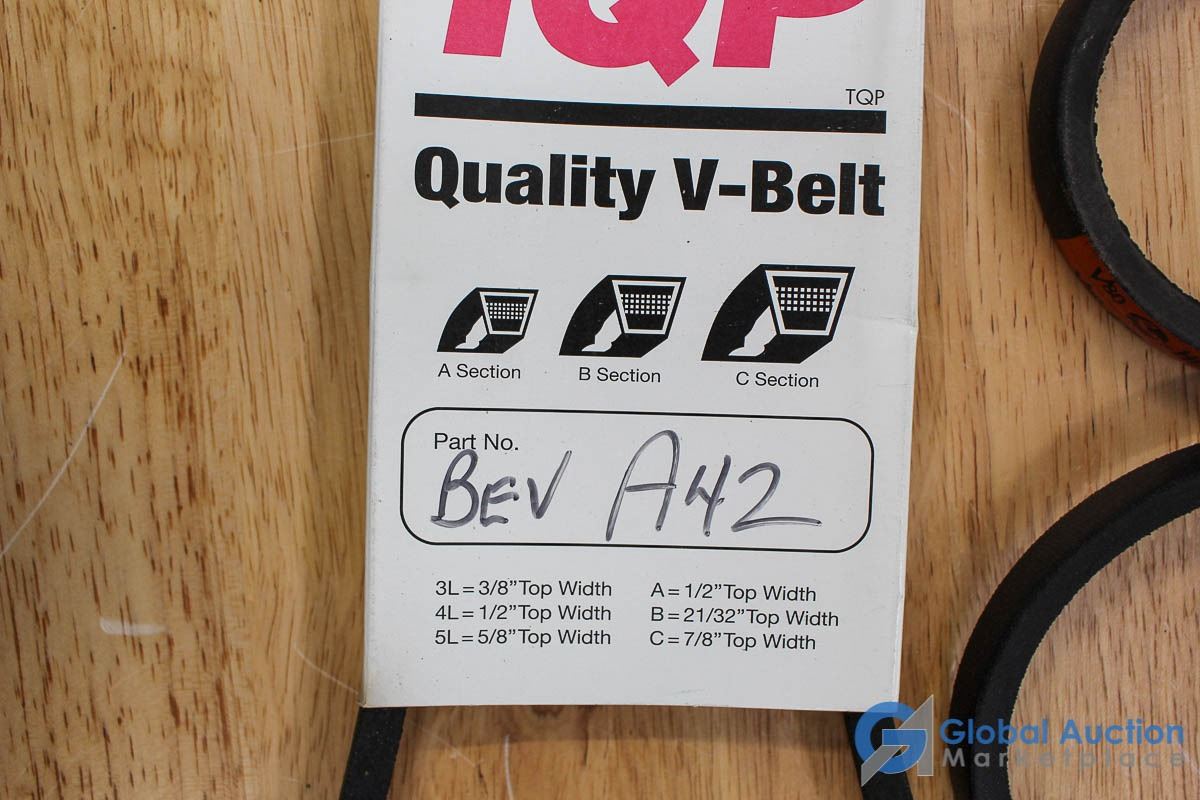 TQP
TQP
Quality V-Belt
A Section B Section C Section
Part No.
BEV A42
3L = 3/8" Top Width A = 1/2" Top Width
4L = 1/2" Top Width B = 21/32" Top Width
5L = 5/8" Top Width C = 7/8" Top Width
Global Auction
Marketplace